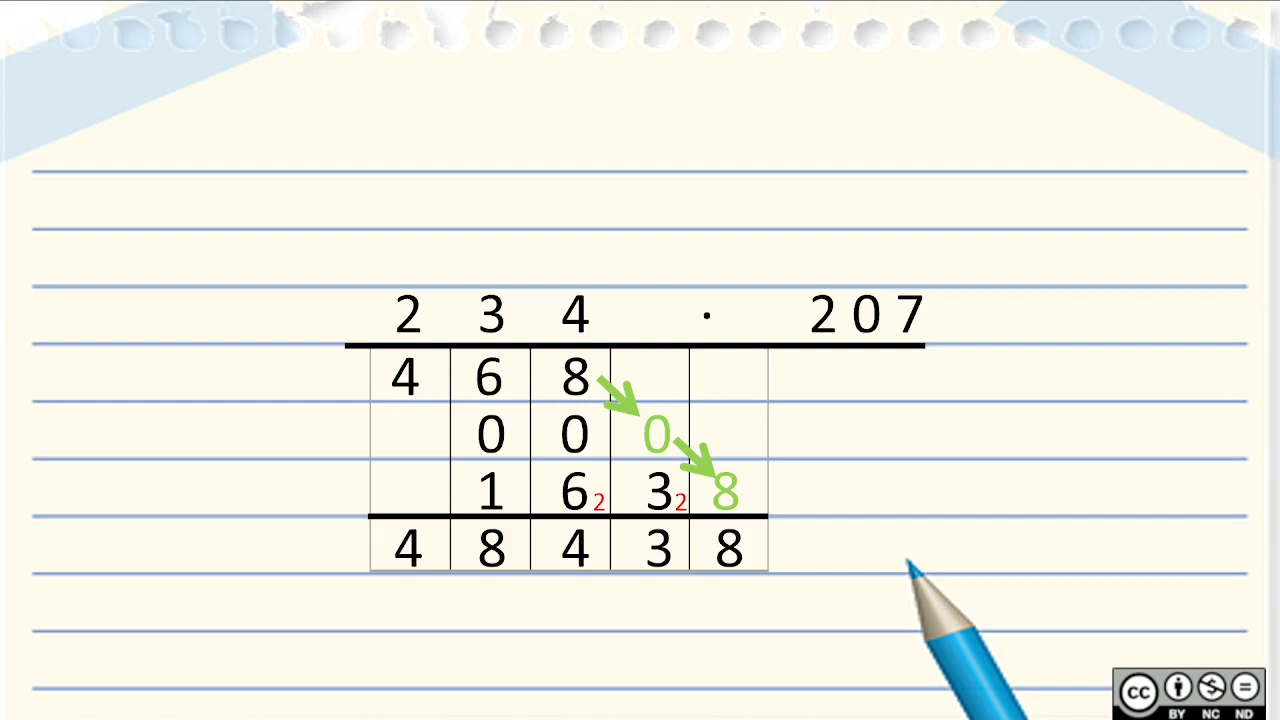 2 3 4 · 2 0 7
4 6 8
0 0 0
1 6 2 3 2 8
4 8 4 3 8
cc
BY NC ND